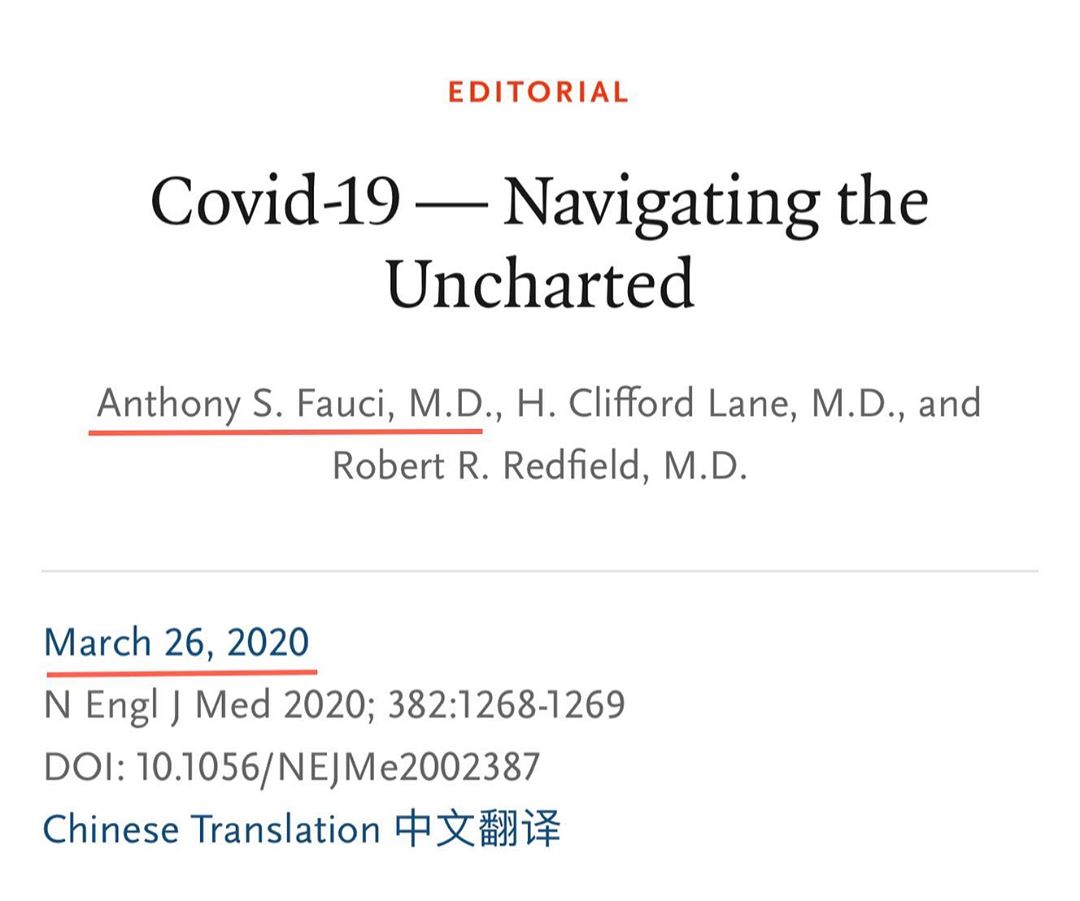 EDITORIAL
Covid-19 — Navigating the
Uncharted
Anthony S. Fauci, M.D., H. Clifford Lane, M.D., and
Robert R. Redfield, M.D.
March 26, 2020
N Engl J Med 2020; 382:1268-1269
DOI: 10.1056/NEJMe2002387
Chinese Translation 中文翻译